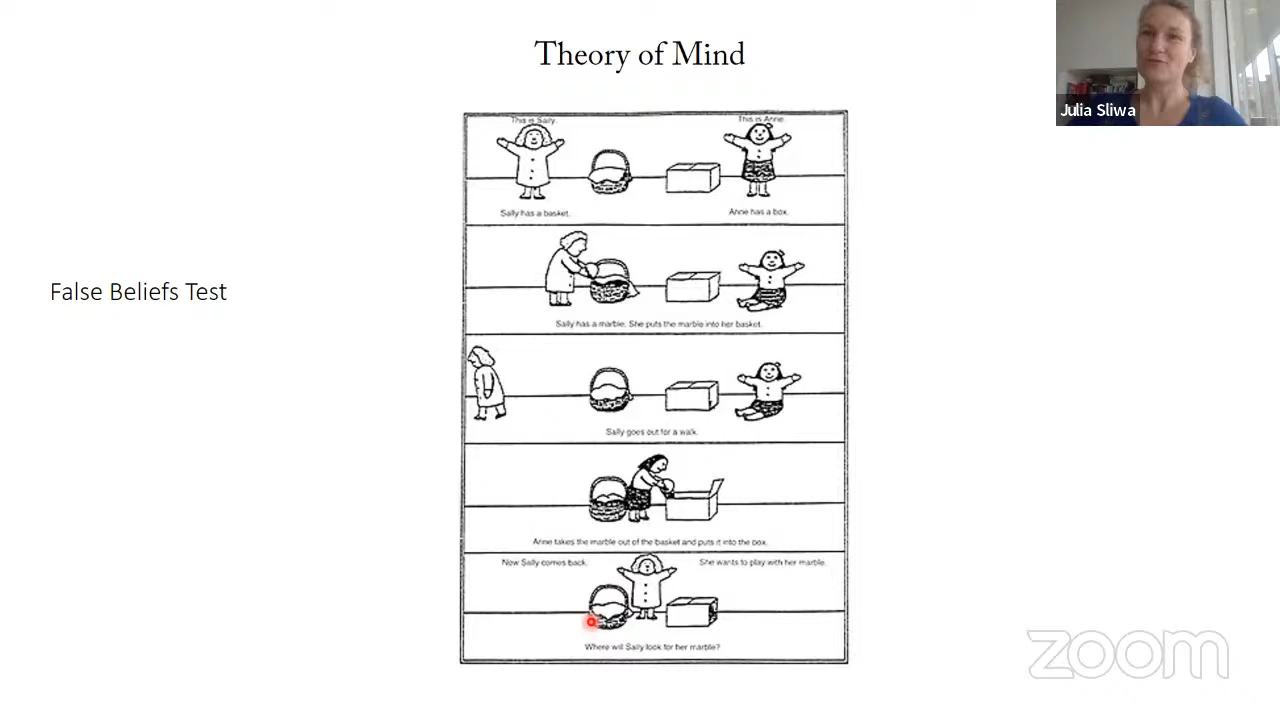 Theory of Mind
Julia Sliwa
False Beliefs Test
This is Sally.
This is Anne.
Sally has a basket.
Anne has a box.
Sally has a marble. She puts the marble into her basket.
Sally goes out for a walk.
Anne takes the marble out of the basket and puts it into the box.
Now Sally comes back.
She wants to play with her marble.
Where will Sally look for her marble?
zoom